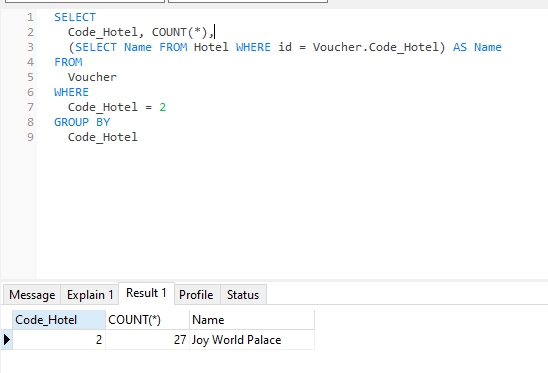 1 SELECT
2 Code_Hotel, COUNT(*),
3 (SELECT Name FROM Hotel WHERE id = Voucher.Code_Hotel) AS Name
4 FROM
5 Voucher
6 WHERE
7 Code_Hotel = 2
8 GROUP BY
9 Code_Hotel
Message Explain 1 Result 1 Profile Status
Code_Hotel COUNT(*) Name
2 27 Joy World Palace